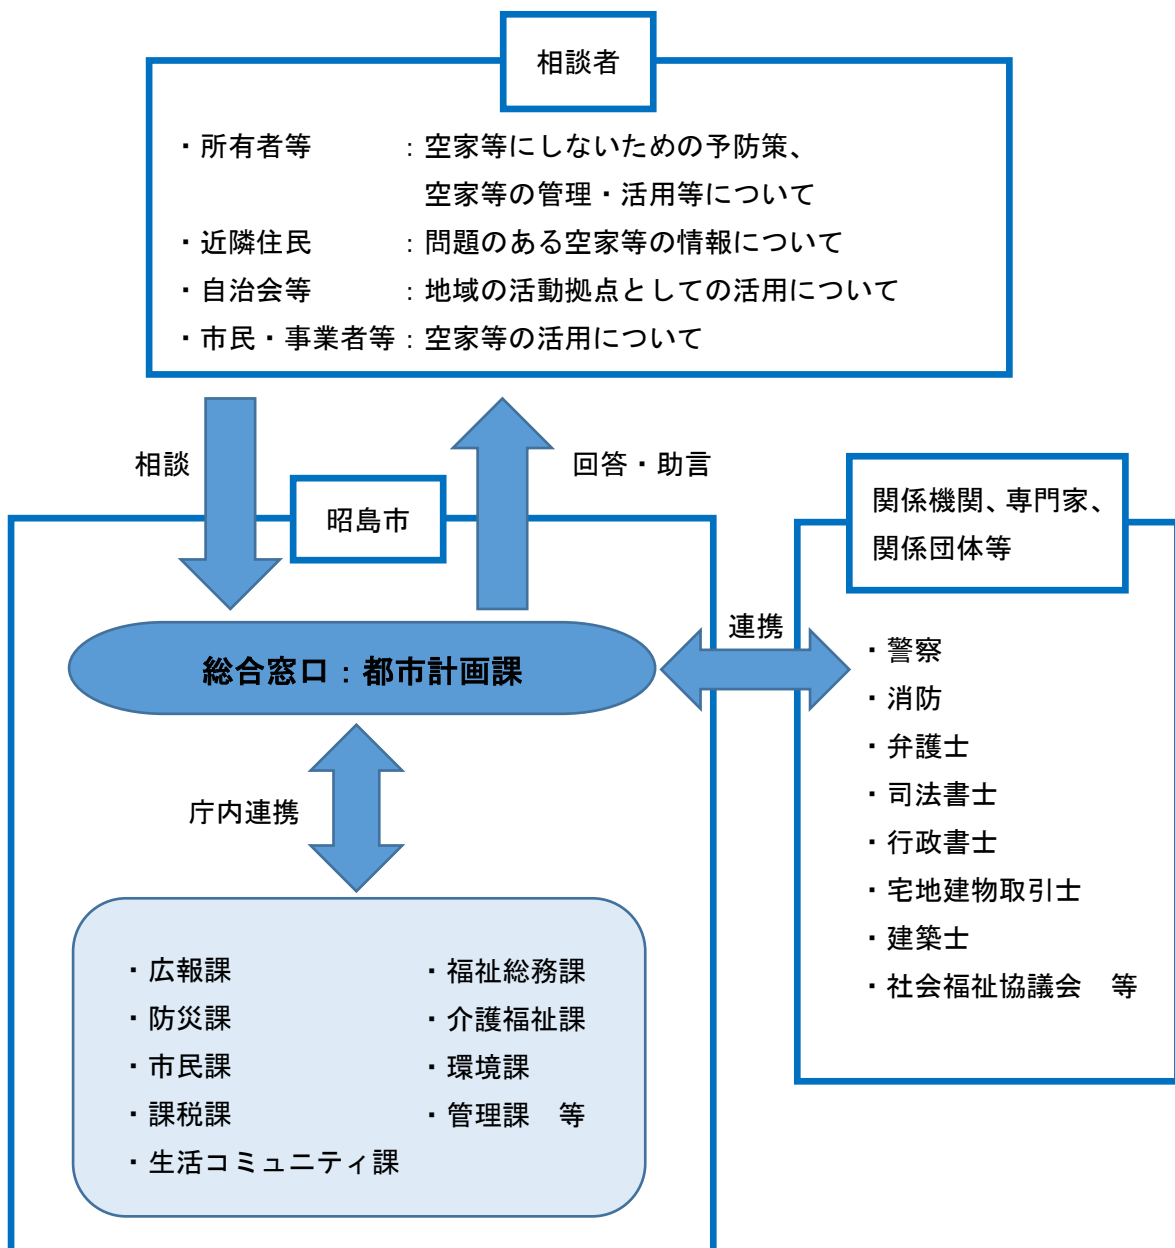 相談者
・所有者等　　　：空家等にしないための予防策、
空家等の管理・活用等について
・近隣住民　　　：問題のある空家等の情報について
・自治会等　　　：地域の活動拠点としての活用について
・市民・事業者等：空家等の活用について
相談
回答・助言
昭島市
関係機関、専門家、
関係団体等
総合窓口：都市計画課
連携
・警察
・消防
・弁護士
・司法書士
・行政書士
・宅地建物取引士
・建築士
・社会福祉協議会　等
庁内連携
・広報課
・防災課
・市民課
・課税課
・生活コミュニティ課
・福祉総務課
・介護福祉課
・環境課
・管理課　等